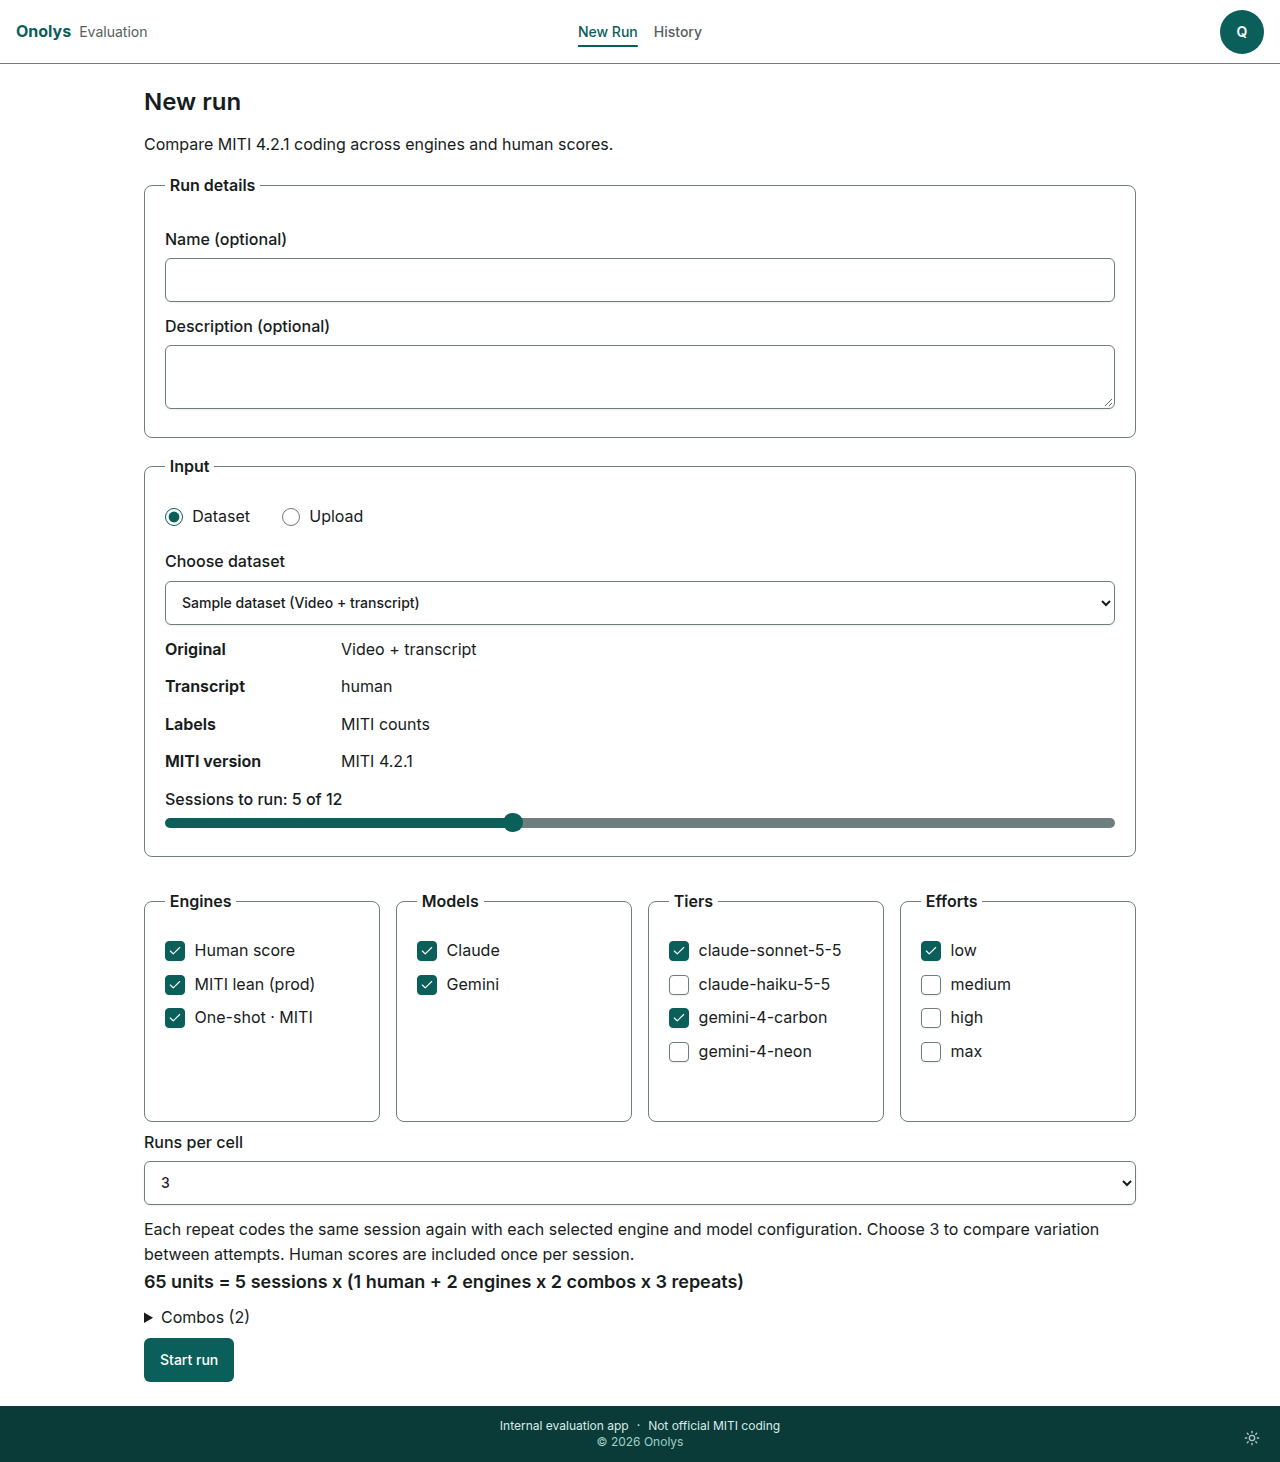 Onolys Evaluation
New Run History
Q
New run
Compare MITI 4.2.1 coding across engines and human scores.
Run details
Name (optional)
Description (optional)
Input
Dataset Upload
Choose dataset
Sample dataset (Video + transcript)
Original Video + transcript
Transcript human
Labels MITI counts
MITI version MITI 4.2.1
Sessions to run: 5 of 12
Engines
Human score
MITI lean (prod)
One-shot · MITI
Models
Claude
Gemini
Tiers
claude-sonnet-5-5
claude-haiku-5-5
gemini-4-carbon
gemini-4-neon
Efforts
low
medium
high
max
Runs per cell
3
Each repeat codes the same session again with each selected engine and model configuration. Choose 3 to compare variation
between attempts. Human scores are included once per session.
65 units = 5 sessions x (1 human + 2 engines x 2 combos x 3 repeats)
Combos (2)
Start run
Internal evaluation app · Not official MITI coding
© 2026 Onolys